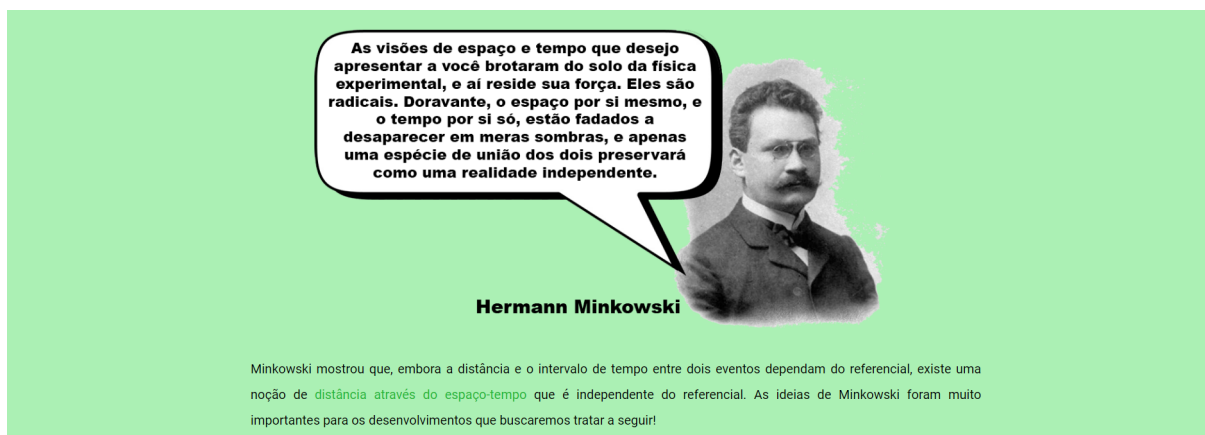 As visões de espaço e tempo que desejo
apresentar a você brotaram do solo da física
experimental, e aí reside sua força. Eles são
radicais. Doravante, o espaço por si mesmo, e
o tempo por si só, estão fadados a
desaparecer em meras sombras, e apenas
uma espécie de união dos dois preservará
como uma realidade independente.
Hermann Minkowski
Minkowski mostrou que, embora a distância e o intervalo de tempo entre dois eventos dependam do referencial, existe uma
noção de distância através do espaço-tempo que é independente do referencial. As ideias de Minkowski foram muito
importantes para os desenvolvimentos que buscaremos tratar a seguir!